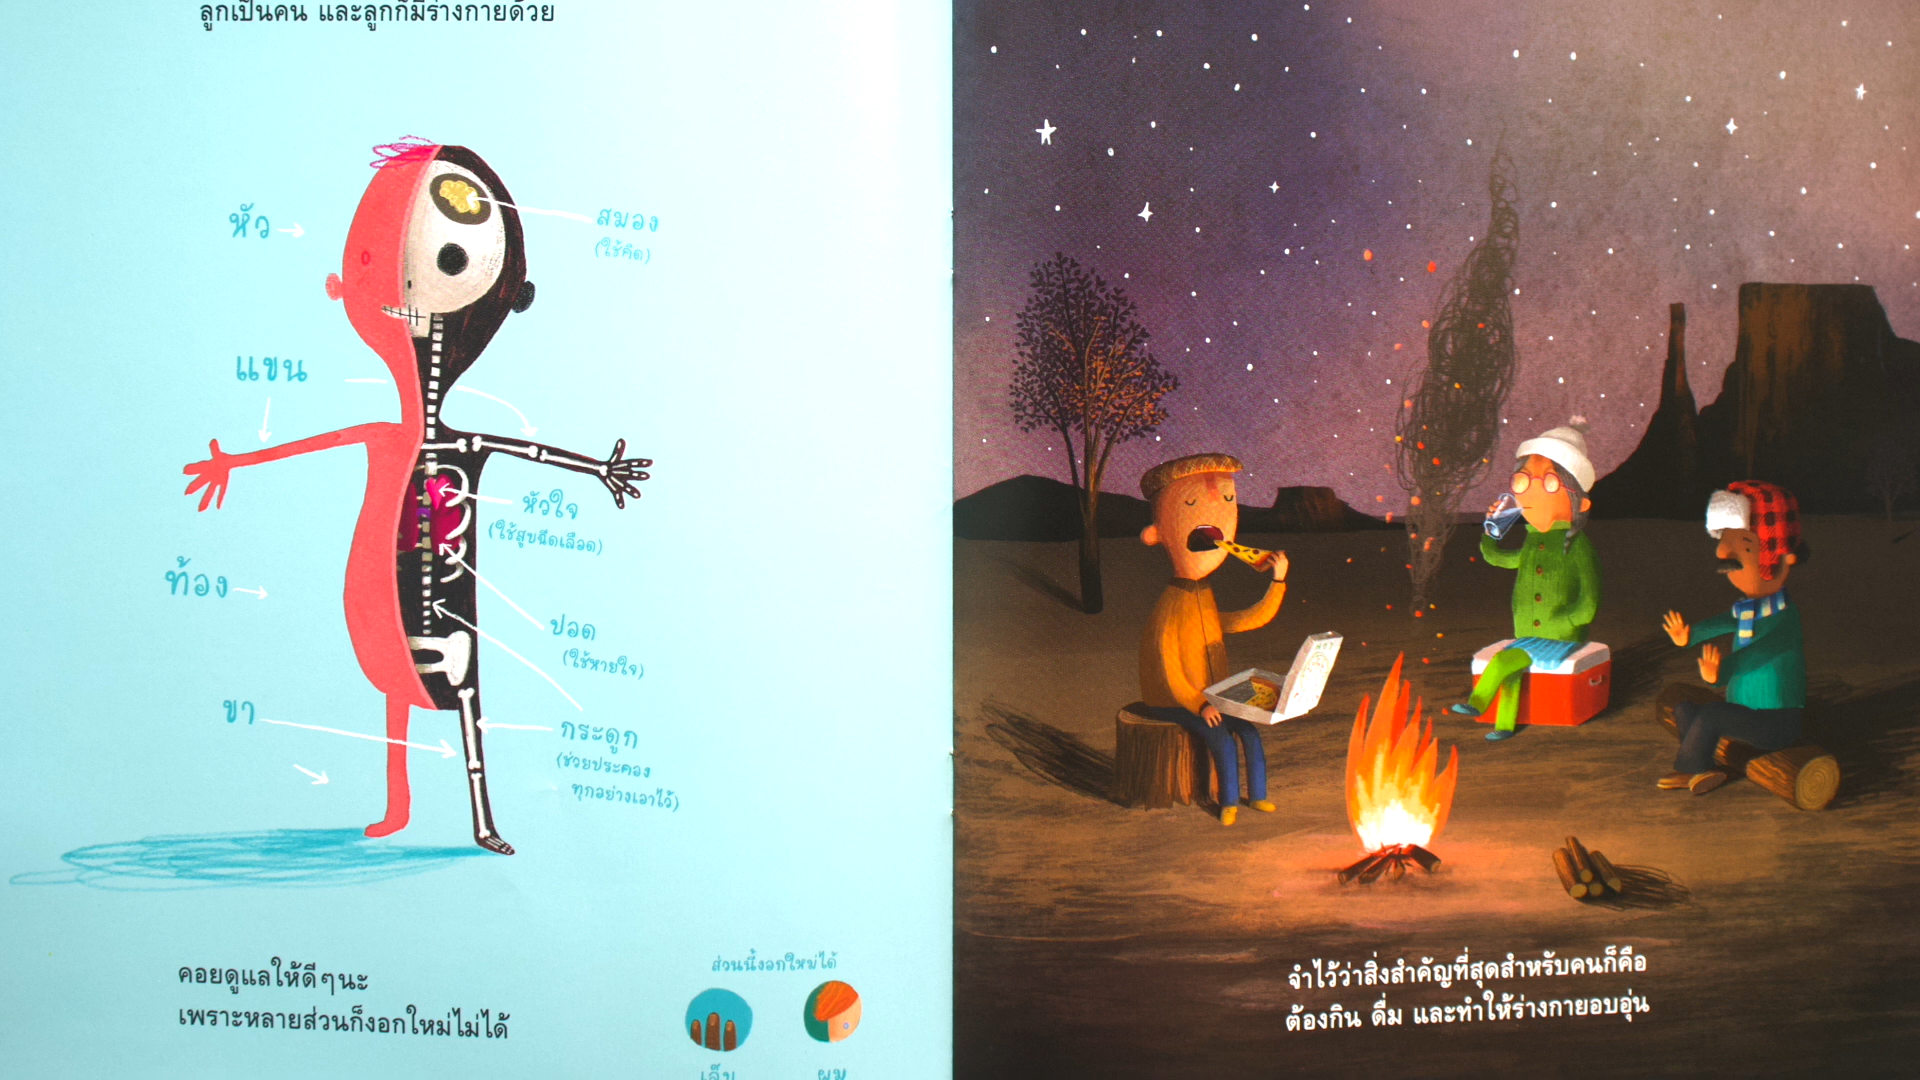 ลูกเป็นคน และลูกก็มีร่างกายด้วย
หัว
สมอง
(ใช้คิด)
แขน
หัวใจ
(ใช้สูบฉีดเลือด)
ท้อง
ปอด
(ใช้หายใจ)
ขา
กระดูก
(ช่วยประคอง
ทุกอย่างเอาไว้)
คอยดูแลให้ดีๆนะ
เพราะหลายส่วนก็งอกใหม่ไม่ได้
ส่วนนี้งอกใหม่ได้
เล็บ
ผม
จำไว้ว่าสิ่งสำคัญที่สุดสำหรับคนก็คือ
ต้องกิน ดื่ม และทำให้ร่างกายอบอุ่น